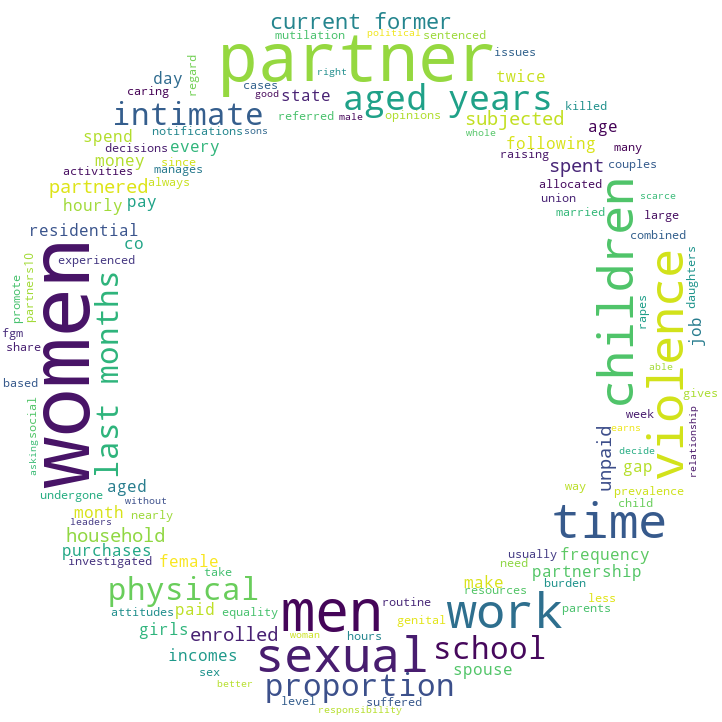 current former
mutilation
political
sentenced
partner
issues
right
regard
day
cases
twice
caring
good
state
male
aged years
killed
intimate
referred
opinions
subjected
age
notifications
sons
whole
spend
every
following
many
decisions
raising
money
since
spent
couples
activities
manages
partnered
always
allocated
hourly
pay
union
married
scarce
large
residential
co
children
combined
experienced
women
last months
violence
daughters
promote
partners10
rapes
job
fgm
share
able
based
gives
social
asking
week
relationship
earns
unpaid
decide
gap
aged
way
undergone
without
prevalence
child
month
nearly
leaders
time
household
purchases
usually
frequency
investigated
female
need
take
partnership
physical
make
burden
resources
men
routine
work
less
attitudes
paid
equality
parents
girls
genital
enrolled
woman
hours
school
sexual
incomes
spouse
sex
better
proportion
level
suffered
responsibility